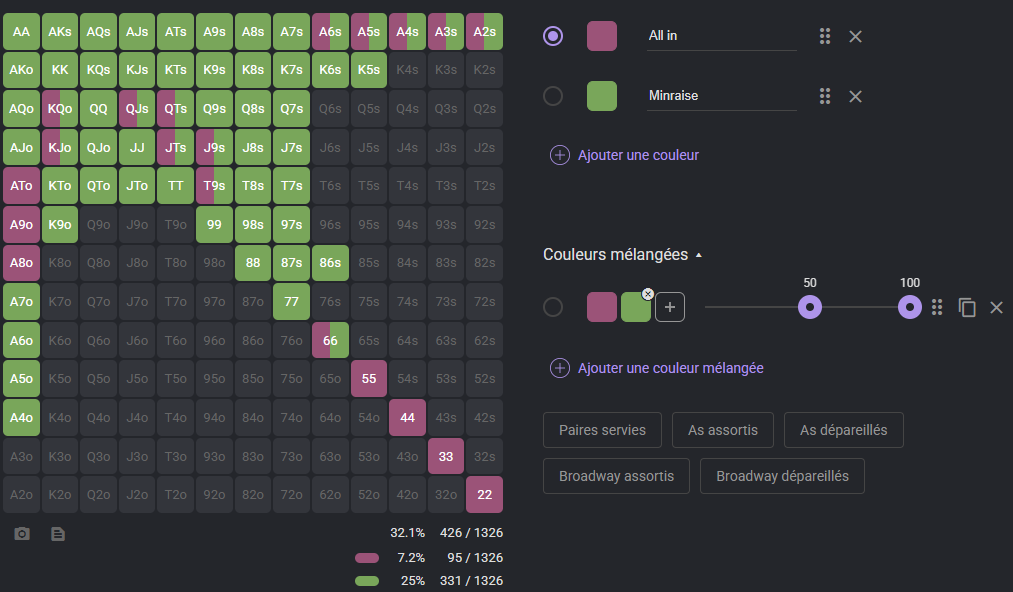 AA AKs AQs AJs ATs A9s A8s A7s A6s A5s A4s A3s A2s
AKo KK KQs KJs KTs K9s K8s K7s K6s K5s K4s K3s K2s
AQo KQo QQ QJs QTs Q9s Q8s Q7s Q6s Q5s Q4s Q3s Q2s
AJo KJo QJo JJ JTs J9s J8s J7s J6s J5s J4s J3s J2s
ATo KTo QTo JTo TT T9s T8s T7s T6s T5s T4s T3s T2s
A9o K9o Q9o J9o T9o 99 98s 97s 96s 95s 94s 93s 92s
A8o K8o Q8o J8o T8o 98o 88 87s 86s 85s 84s 83s 82s
A7o K7o Q7o J7o T7o 97o 87o 77 76s 75s 74s 73s 72s
A6o K6o Q6o J6o T6o 96o 86o 76o 66 65s 64s 63s 62s
A5o K5o Q5o J5o T5o 95o 85o 75o 65o 55 54s 53s 52s
A4o K4o Q4o J4o T4o 94o 84o 74o 64o 54o 44 43s 42s
A3o K3o Q3o J3o T3o 93o 83o 73o 63o 53o 43o 33 32s
A2o K2o Q2o J2o T2o 92o 82o 72o 62o 52o 42o 32o 22
32.1% 426 / 1326
7.2% 95 / 1326
25% 331 / 1326
All in
Minraise
Ajouter une couleur
Couleurs mélangées
50 100
Ajouter une couleur mélangée
Paires servies As assortis As dépareillés
Broadway assortis Broadway dépareillés